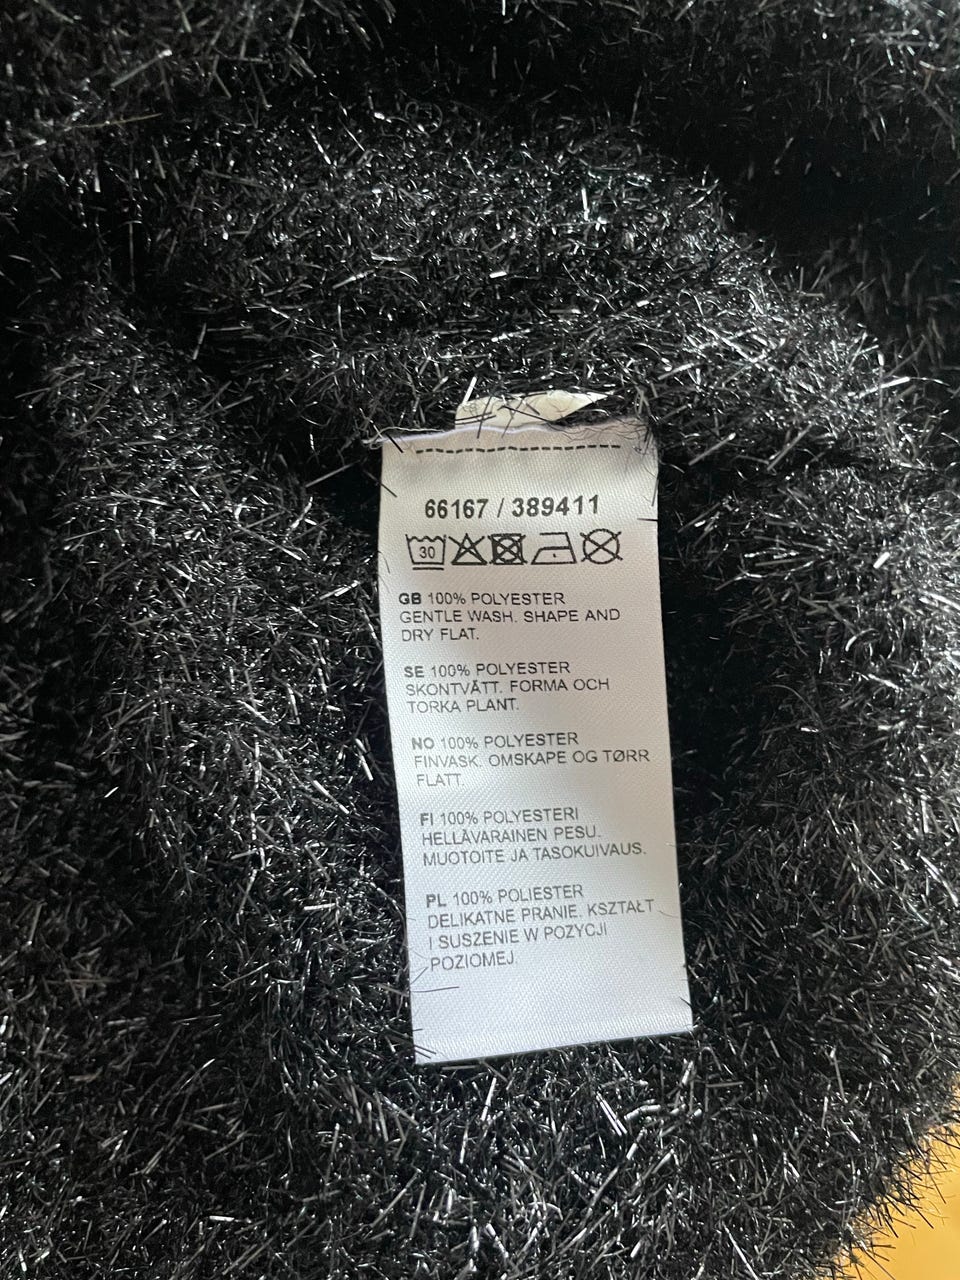 66167 / 389411
30
GB 100% POLYESTER
GENTLE WASH. SHAPE AND
DRY FLAT.
SE 100% POLYESTER
SKONTVÄTT. FORMA OCH
TORKA PLANT.
NO 100% POLYESTER
FINVASK. OMSKAPE OG TØRR
FLATT.
FI 100% POLYESTERI
HELLÄVARAINEN PESU.
MUOTOITE JA TASOKUIVAUS.
PL 100% POLIESTER
DELIKATNE PRANIE. KSZTAŁT
I SUSZENIE W POZYCJI
POZIOMEJ.